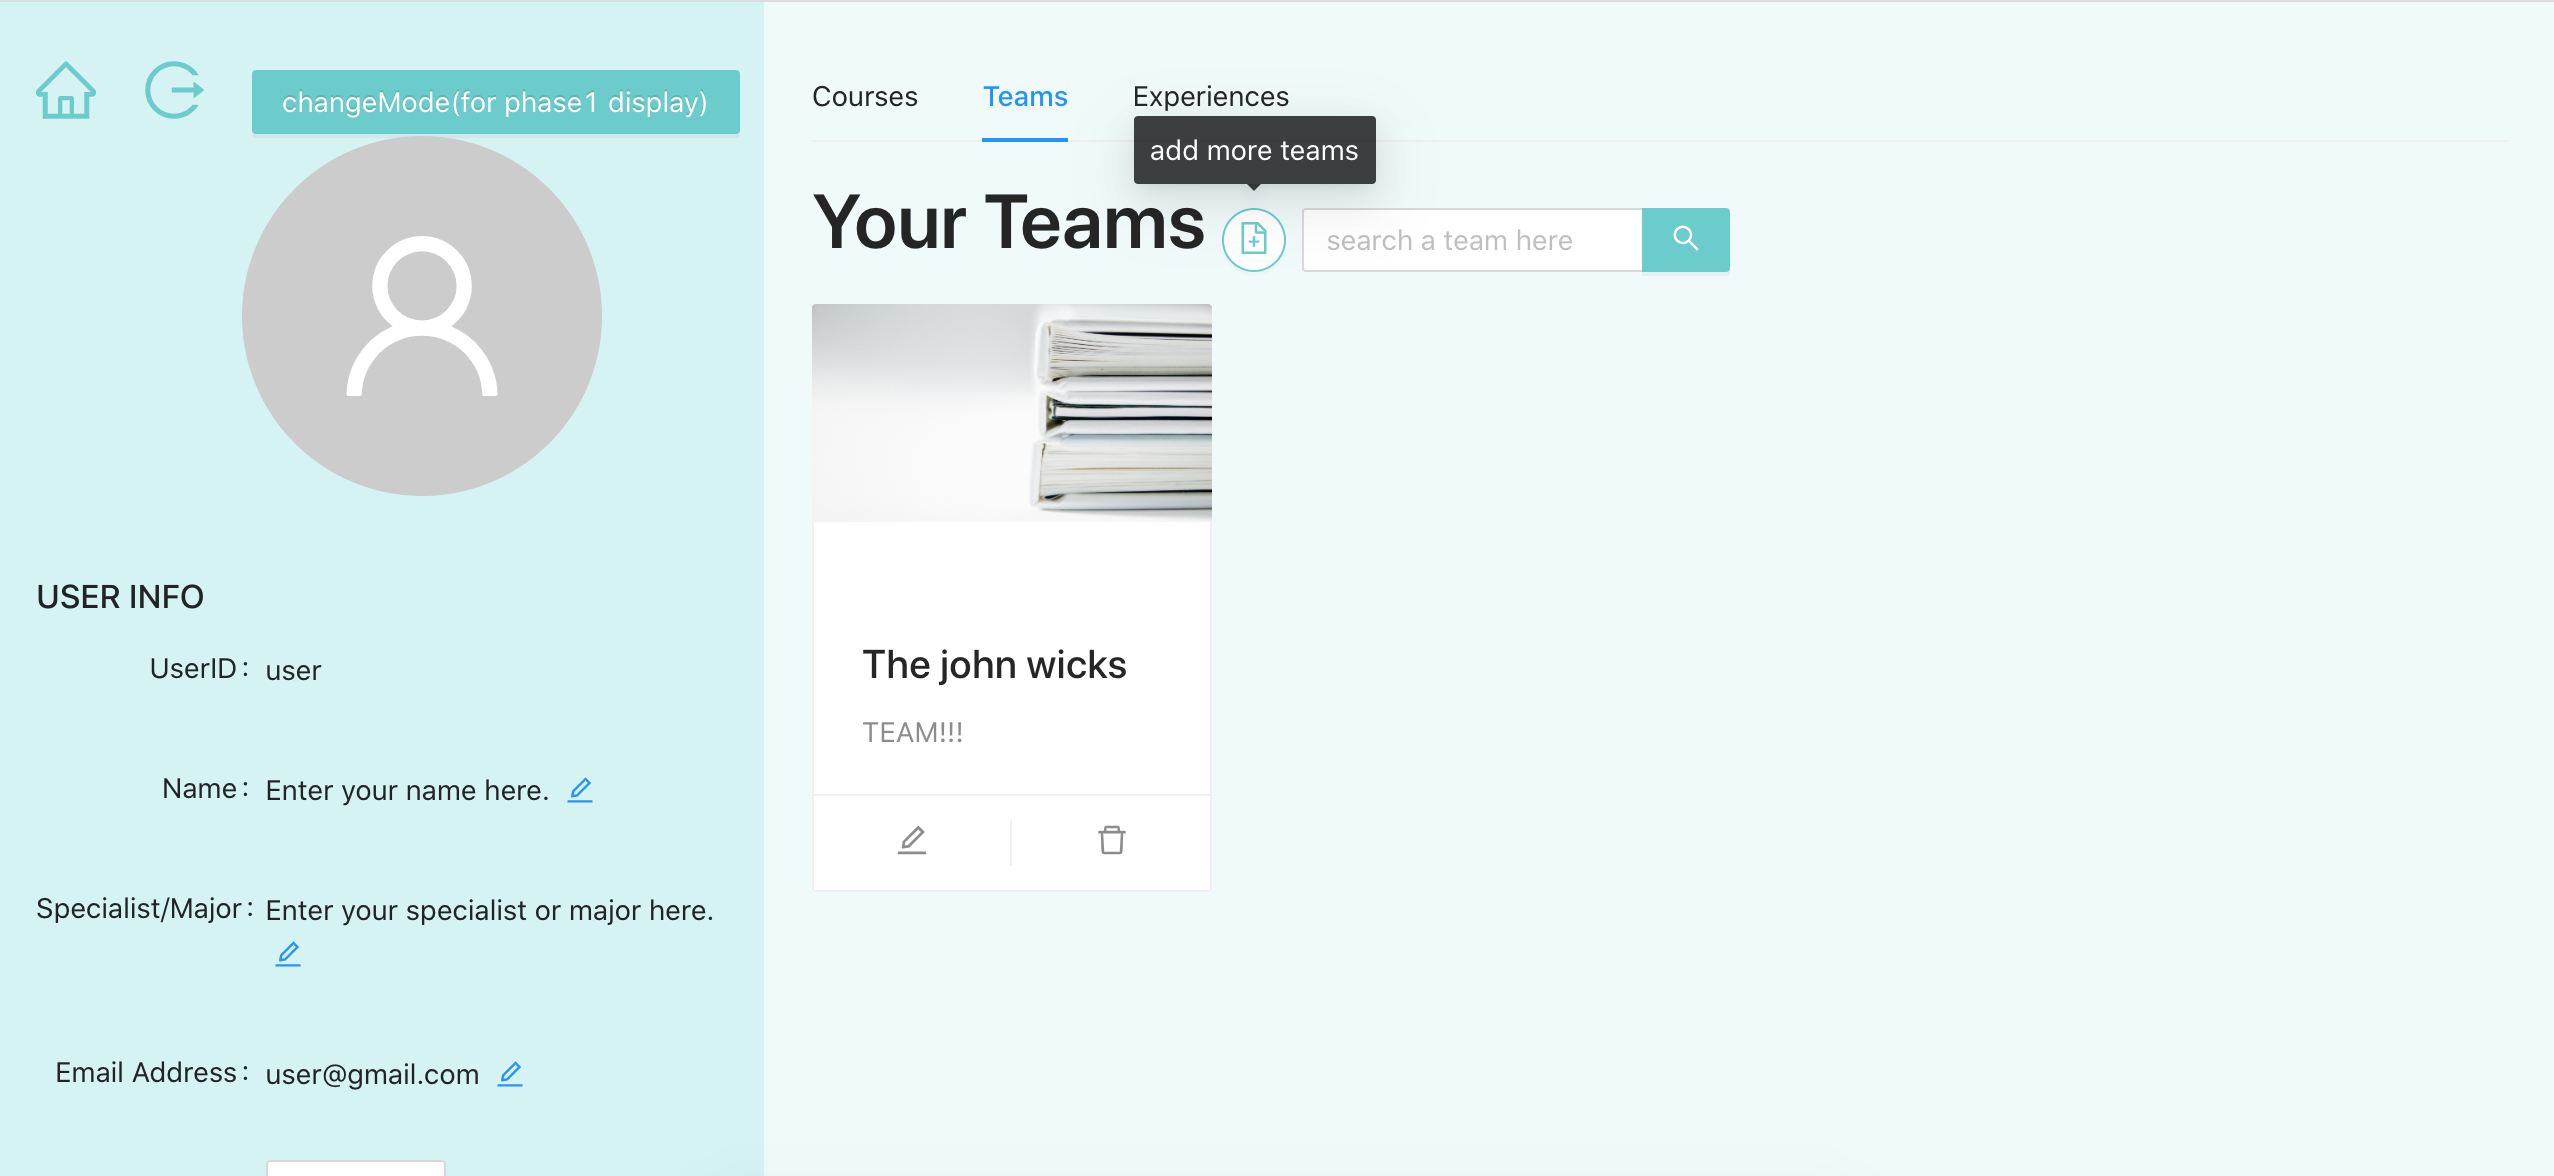 changeMode(for phase1 display)
USER INFO
UserID: user
Name: Enter your name here.
Specialist/Major: Enter your specialist or major here.
Email Address: user@gmail.com
Courses
Teams
Experiences
add more teams
Your Teams
search a team here
The john wicks
TEAM!!!